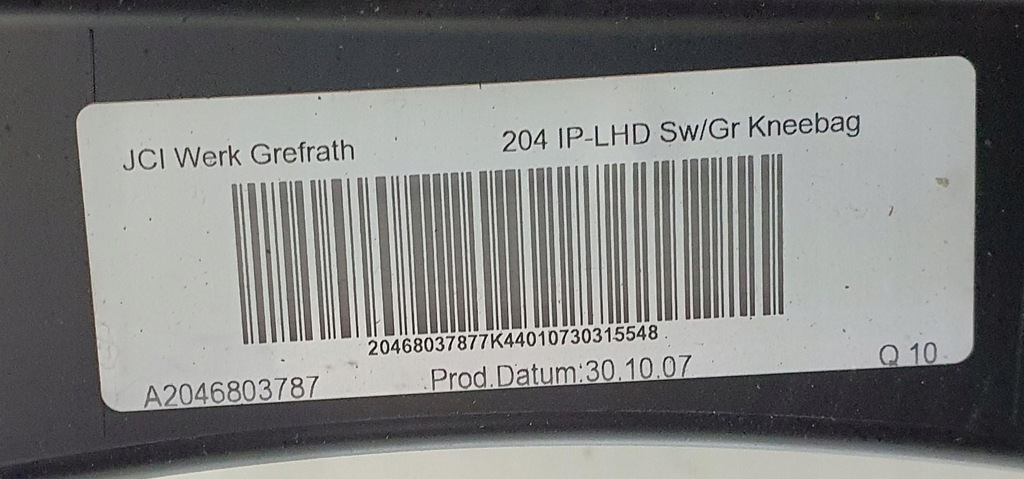 JCI Werk Grefrath
204 IP-LHD Sw/Gr Kneebag
20468037877K44010730315548
A2046803787
Prod.Datum:30.10.07
Q 10